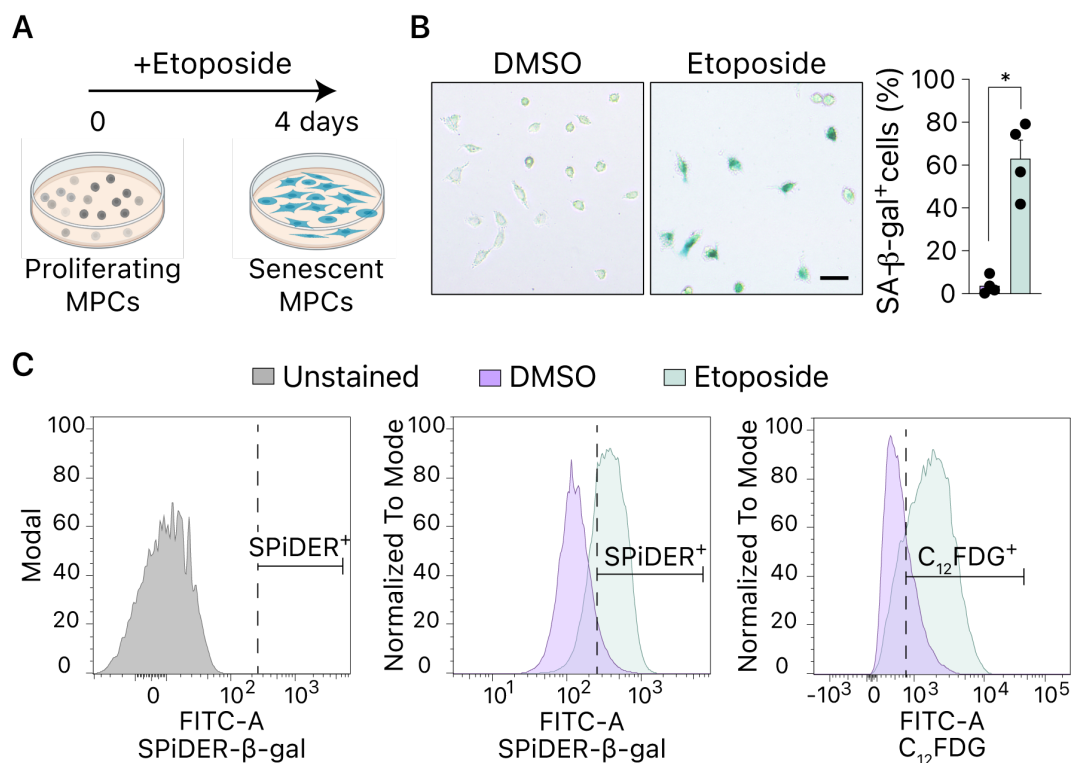 A
+Etoposide
0
4 days
Proliferating
MPCs
Senescent
MPCs
B
DMSO
Etoposide
SA-β-gal⁺ cells (%)
100
80
60
40
20
0
*
C
Unstained
DMSO
Etoposide
Modal
100
80
60
40
20
0
SPiDER⁺
0
10²
10³
FITC-A
SPiDER-β-gal
Normalized To Mode
100
80
60
40
20
0
SPiDER⁺
10¹
10²
10³
FITC-A
SPiDER-β-gal
Normalized To Mode
100
80
60
40
20
0
C₁₂FDG⁺
-10³
0
10³
10⁴
10⁵
FITC-A
C₁₂FDG